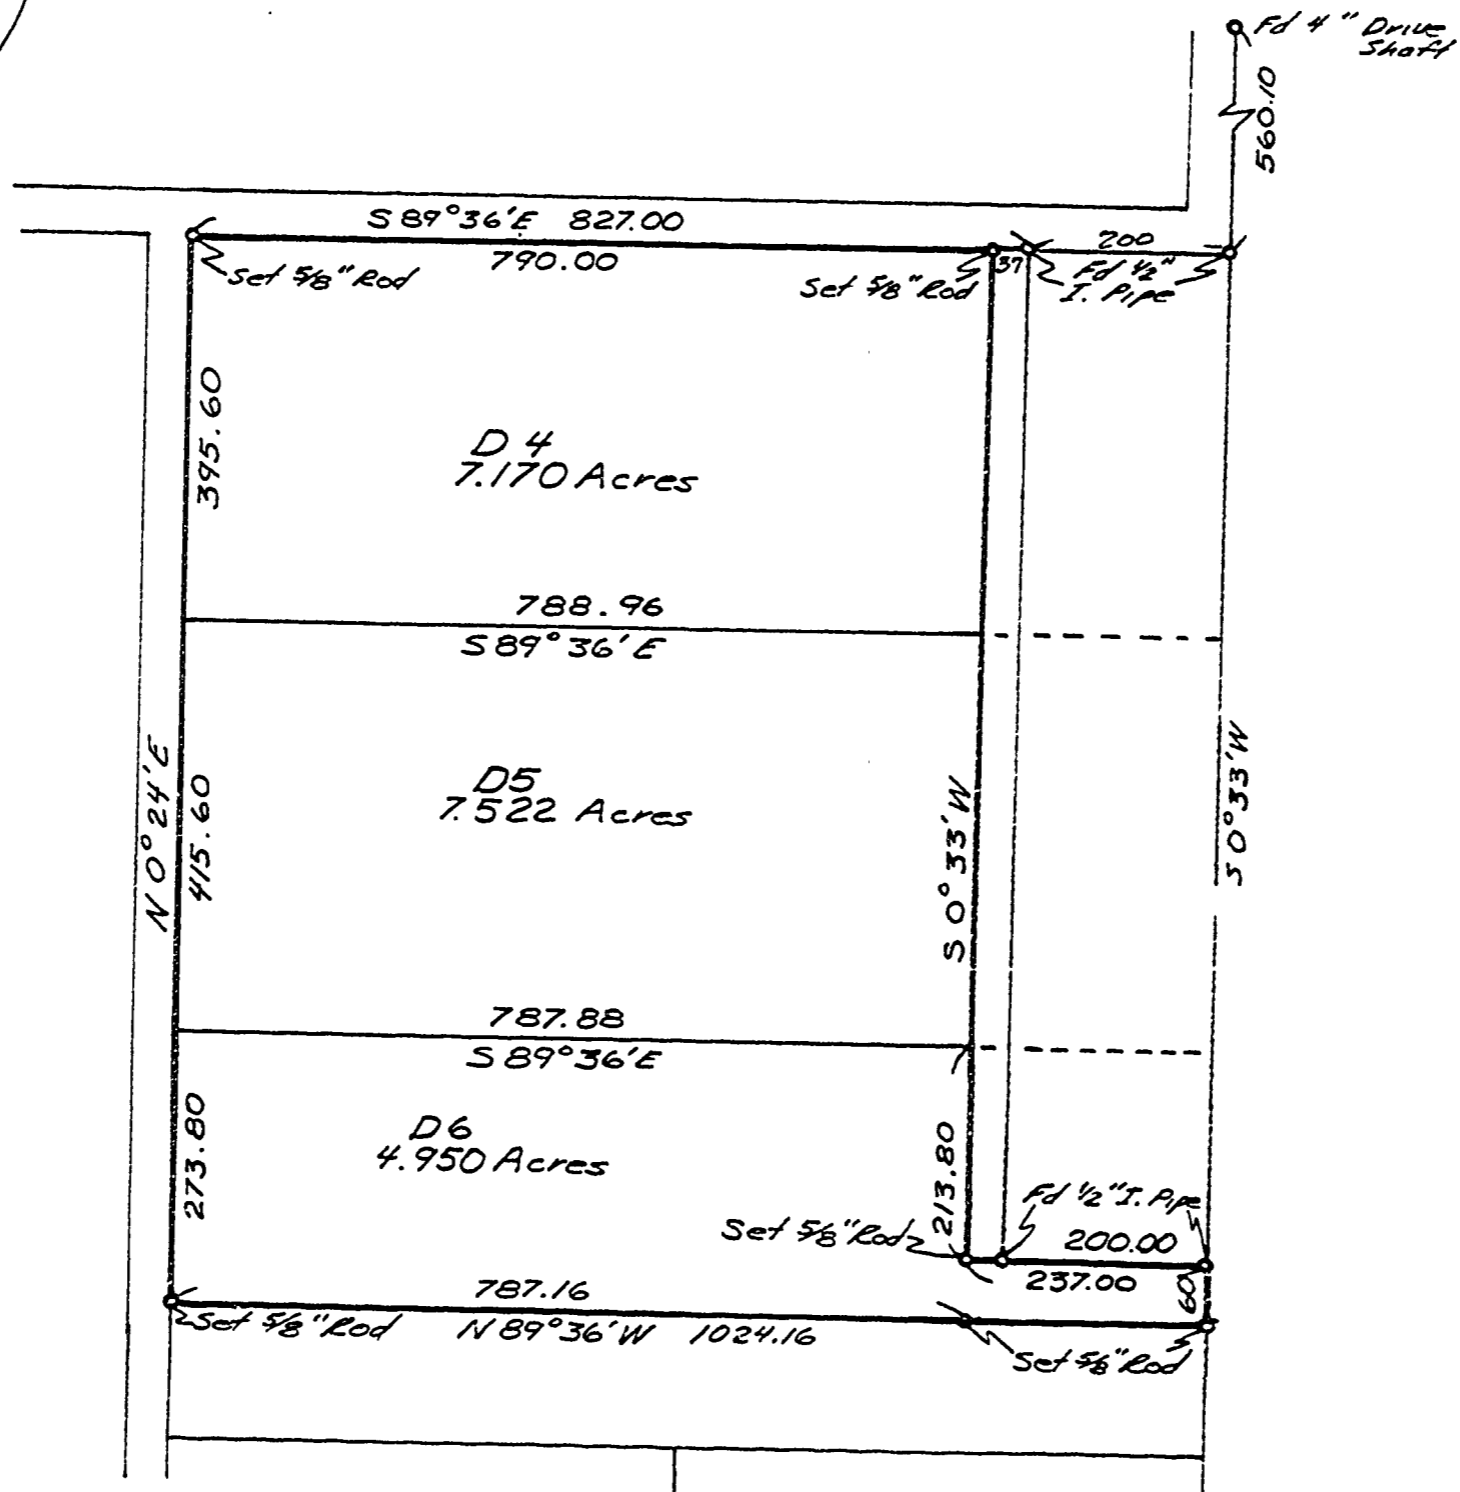 Fd 4" Drive
Shaft
560.10
S 89°36'E 827.00
790.00
200
37
Set 5/8" Rod
Set 5/8" Rod
Fd 1/2"
I. Pipe
395.60
D 4
7.170 Acres
788.96
S 89°36'E
N 0°24'E
415.60
D5
7.522 Acres
S 0°33'W
S 0°33'W
787.88
S 89°36'E
273.80
D6
4.950 Acres
213.80
Fd 1/2" I. Pipe
Set 5/8" Rod
200.00
237.00
60
787.16
Set 5/8" Rod
N 89°36'W 1024.16
Set 5/8" Rod